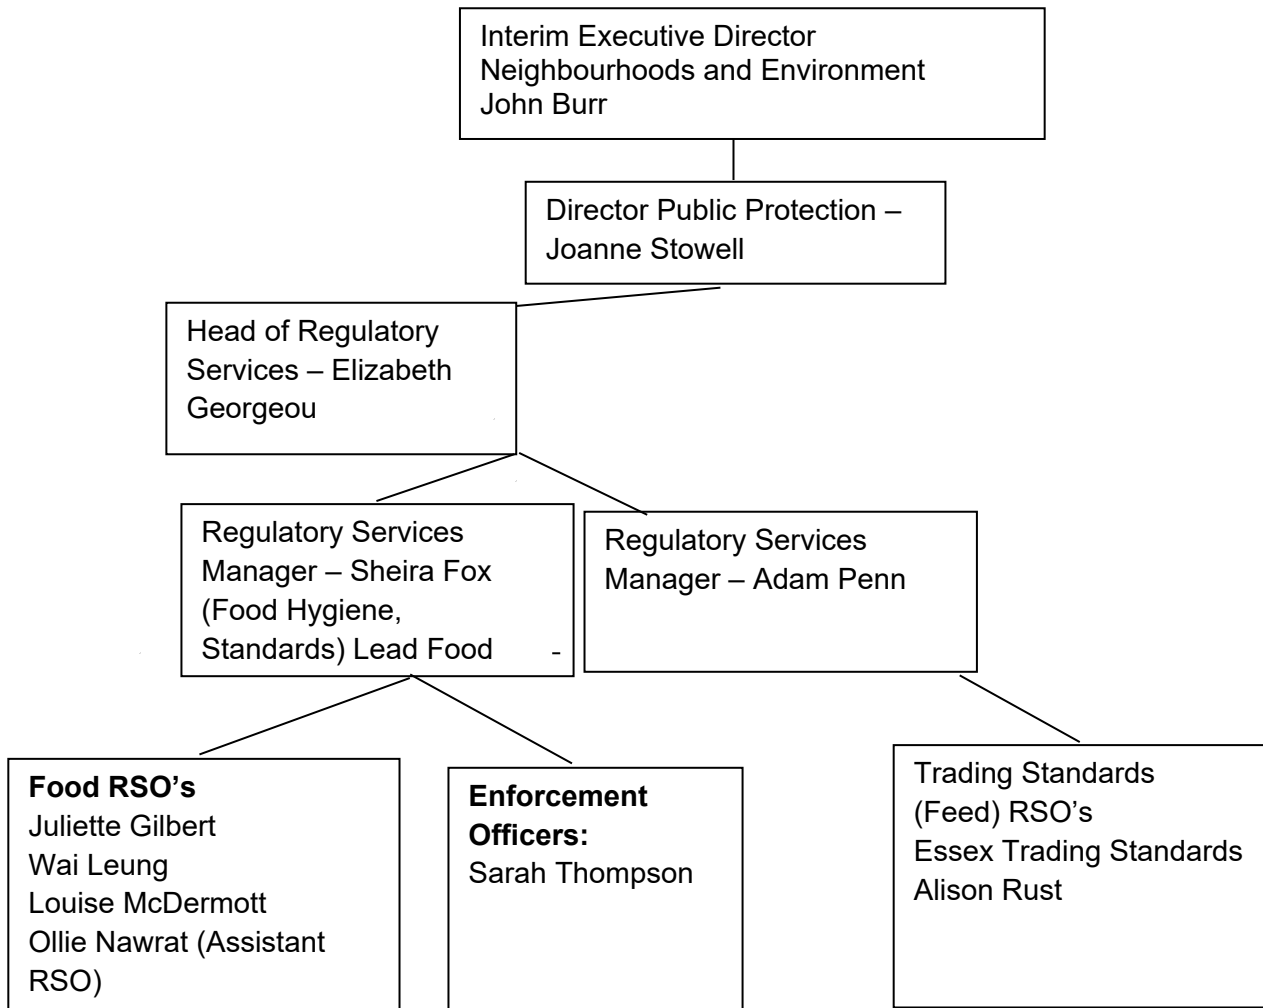 Interim Executive Director
Neighbourhoods and Environment
John Burr
Director Public Protection –
Joanne Stowell
Head of Regulatory
Services – Elizabeth
Georgeou
Regulatory Services
Manager – Sheira Fox
(Food Hygiene,
Standards) Lead Food -
Regulatory Services
Manager – Adam Penn
Food RSO’s
Juliette Gilbert
Wai Leung
Louise McDermott
Ollie Nawrat (Assistant
RSO)
Enforcement
Officers:
Sarah Thompson
Trading Standards
(Feed) RSO’s
Essex Trading Standards
Alison Rust